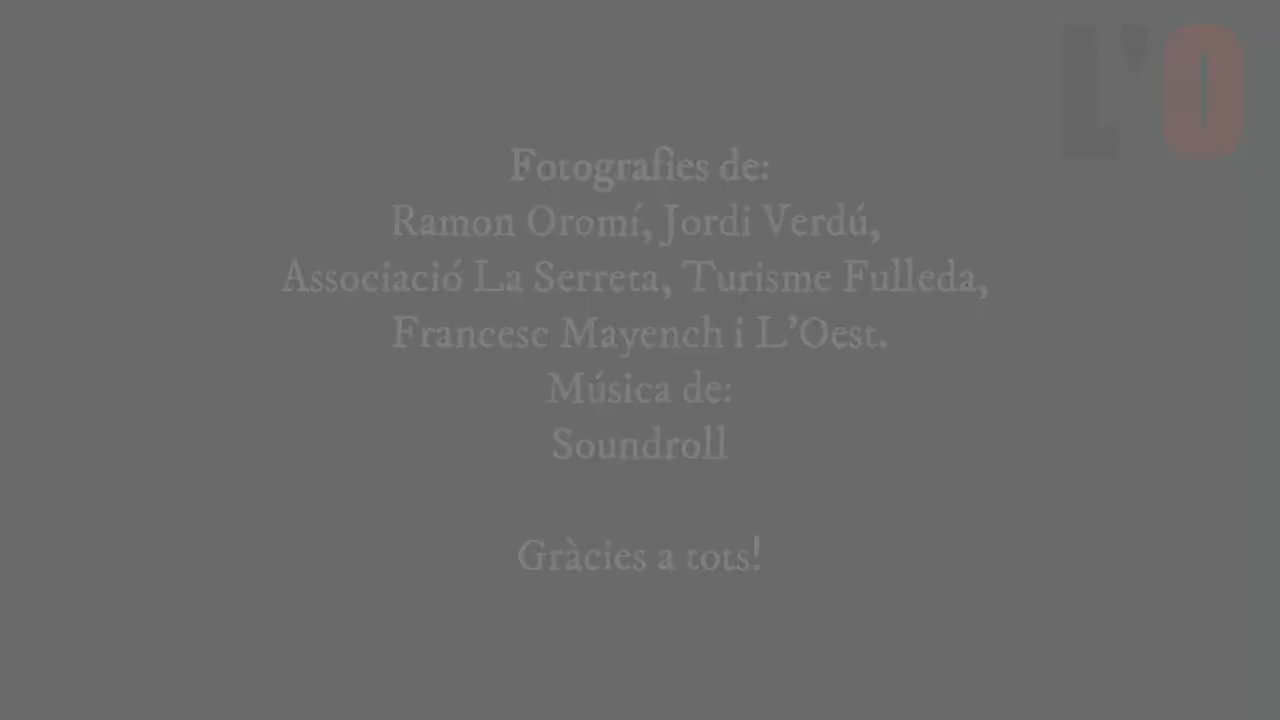 L'O
Fotografies de:
Ramon Oromí, Jordi Verdú,
Associació La Serreta, Turisme Fulleda,
Francesc Mayench i L'Oest.
Música de:
Soundroll
Gràcies a tots!